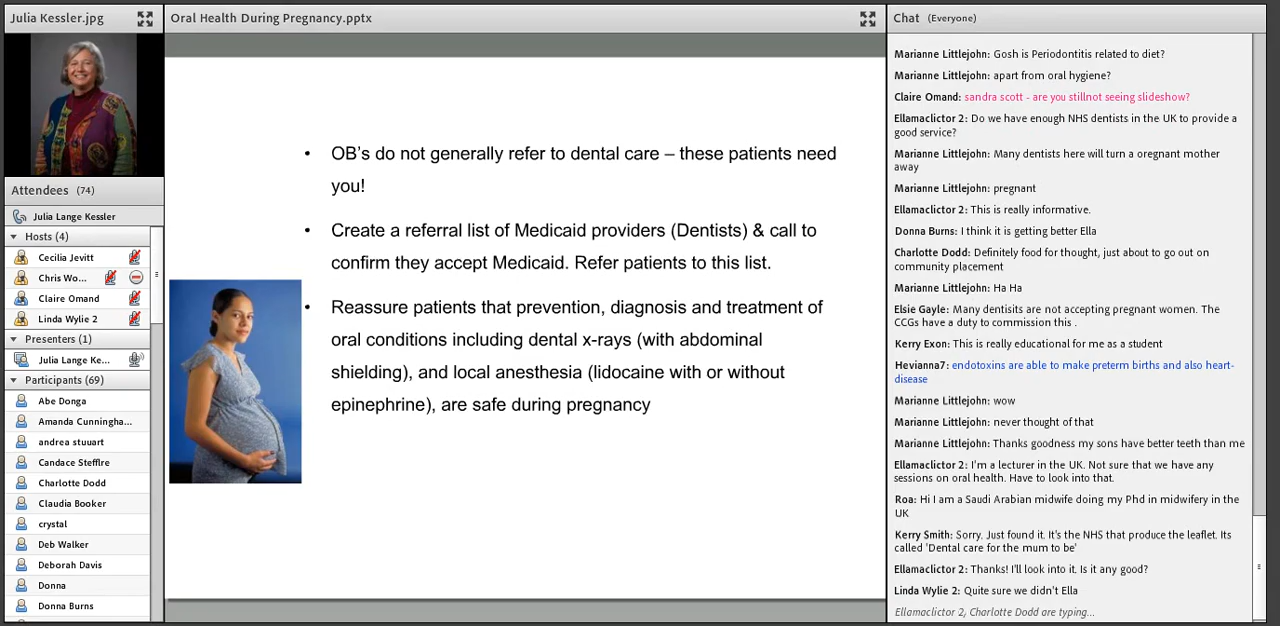 Julia Kessler.jpg
Attendees (74)
Julia Lange Kessler
Hosts (4)
Cecilia Jevitt
Chris Wo...
Claire Omand
Linda Wylie 2
Presenters (1)
Julia Lange Ke...
Participants (69)
Abe Donga
Amanda Cunningha...
andrea stuuart
Candace Stefflre
Charlotte Dodd
Claudia Booker
crystal
Deb Walker
Deborah Davis
Donna
Donna Burns
Oral Health During Pregnancy.pptx
• OB's do not generally refer to dental care – these patients need
you!
• Create a referral list of Medicaid providers (Dentists) & call to
confirm they accept Medicaid. Refer patients to this list.
• Reassure patients that prevention, diagnosis and treatment of
oral conditions including dental x-rays (with abdominal
shielding), and local anesthesia (lidocaine with or without
epinephrine), are safe during pregnancy
Chat (Everyone)
Marianne Littlejohn: Gosh is Periodontitis related to diet?
Marianne Littlejohn: apart from oral hygiene?
Claire Omand: sandra scott - are you stillnot seeing slideshow?
Ellamaclictor 2: Do we have enough NHS dentists in the UK to provide a
good service?
Marianne Littlejohn: Many dentists here will turn a oregnant mother
away
Marianne Littlejohn: pregnant
Ellamaclictor 2: This is really informative.
Donna Burns: I think it is getting better Ella
Charlotte Dodd: Definitely food for thought, just about to go out on
community placement
Marianne Littlejohn: Ha Ha
Elsie Gayle: Many dentisits are not accepting pregnant women. The
CCGs have a duty to commission this .
Kerry Exon: This is really educational for me as a student
Hevianna7: endotoxins are able to make preterm births and also heart-
disease
Marianne Littlejohn: wow
Marianne Littlejohn: never thought of that
Marianne Littlejohn: Thanks goodness my sons have better teeth than me
Ellamaclictor 2: I'm a lecturer in the UK. Not sure that we have any
sessions on oral health. Have to look into that.
Roa: Hi I am a Saudi Arabian midwife doing my Phd in midwifery in the
UK
Kerry Smith: Sorry. Just found it. It's the NHS that produce the leaflet. Its
called 'Dental care for the mum to be'
Ellamaclictor 2: Thanks! I'll look into it. Is it any good?
Linda Wylie 2: Quite sure we didn't Ella
Ellamaclictor 2, Charlotte Dodd are typing...